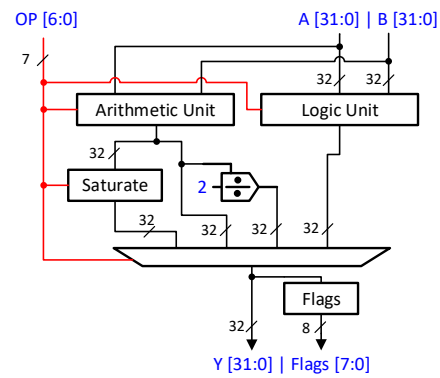 OP [6:0]
A [31:0] | B [31:0]
7
32
32
Arithmetic Unit
Logic Unit
32
Saturate
2
32
32
32
32
Flags
32
8
Y [31:0] | Flags [7:0]